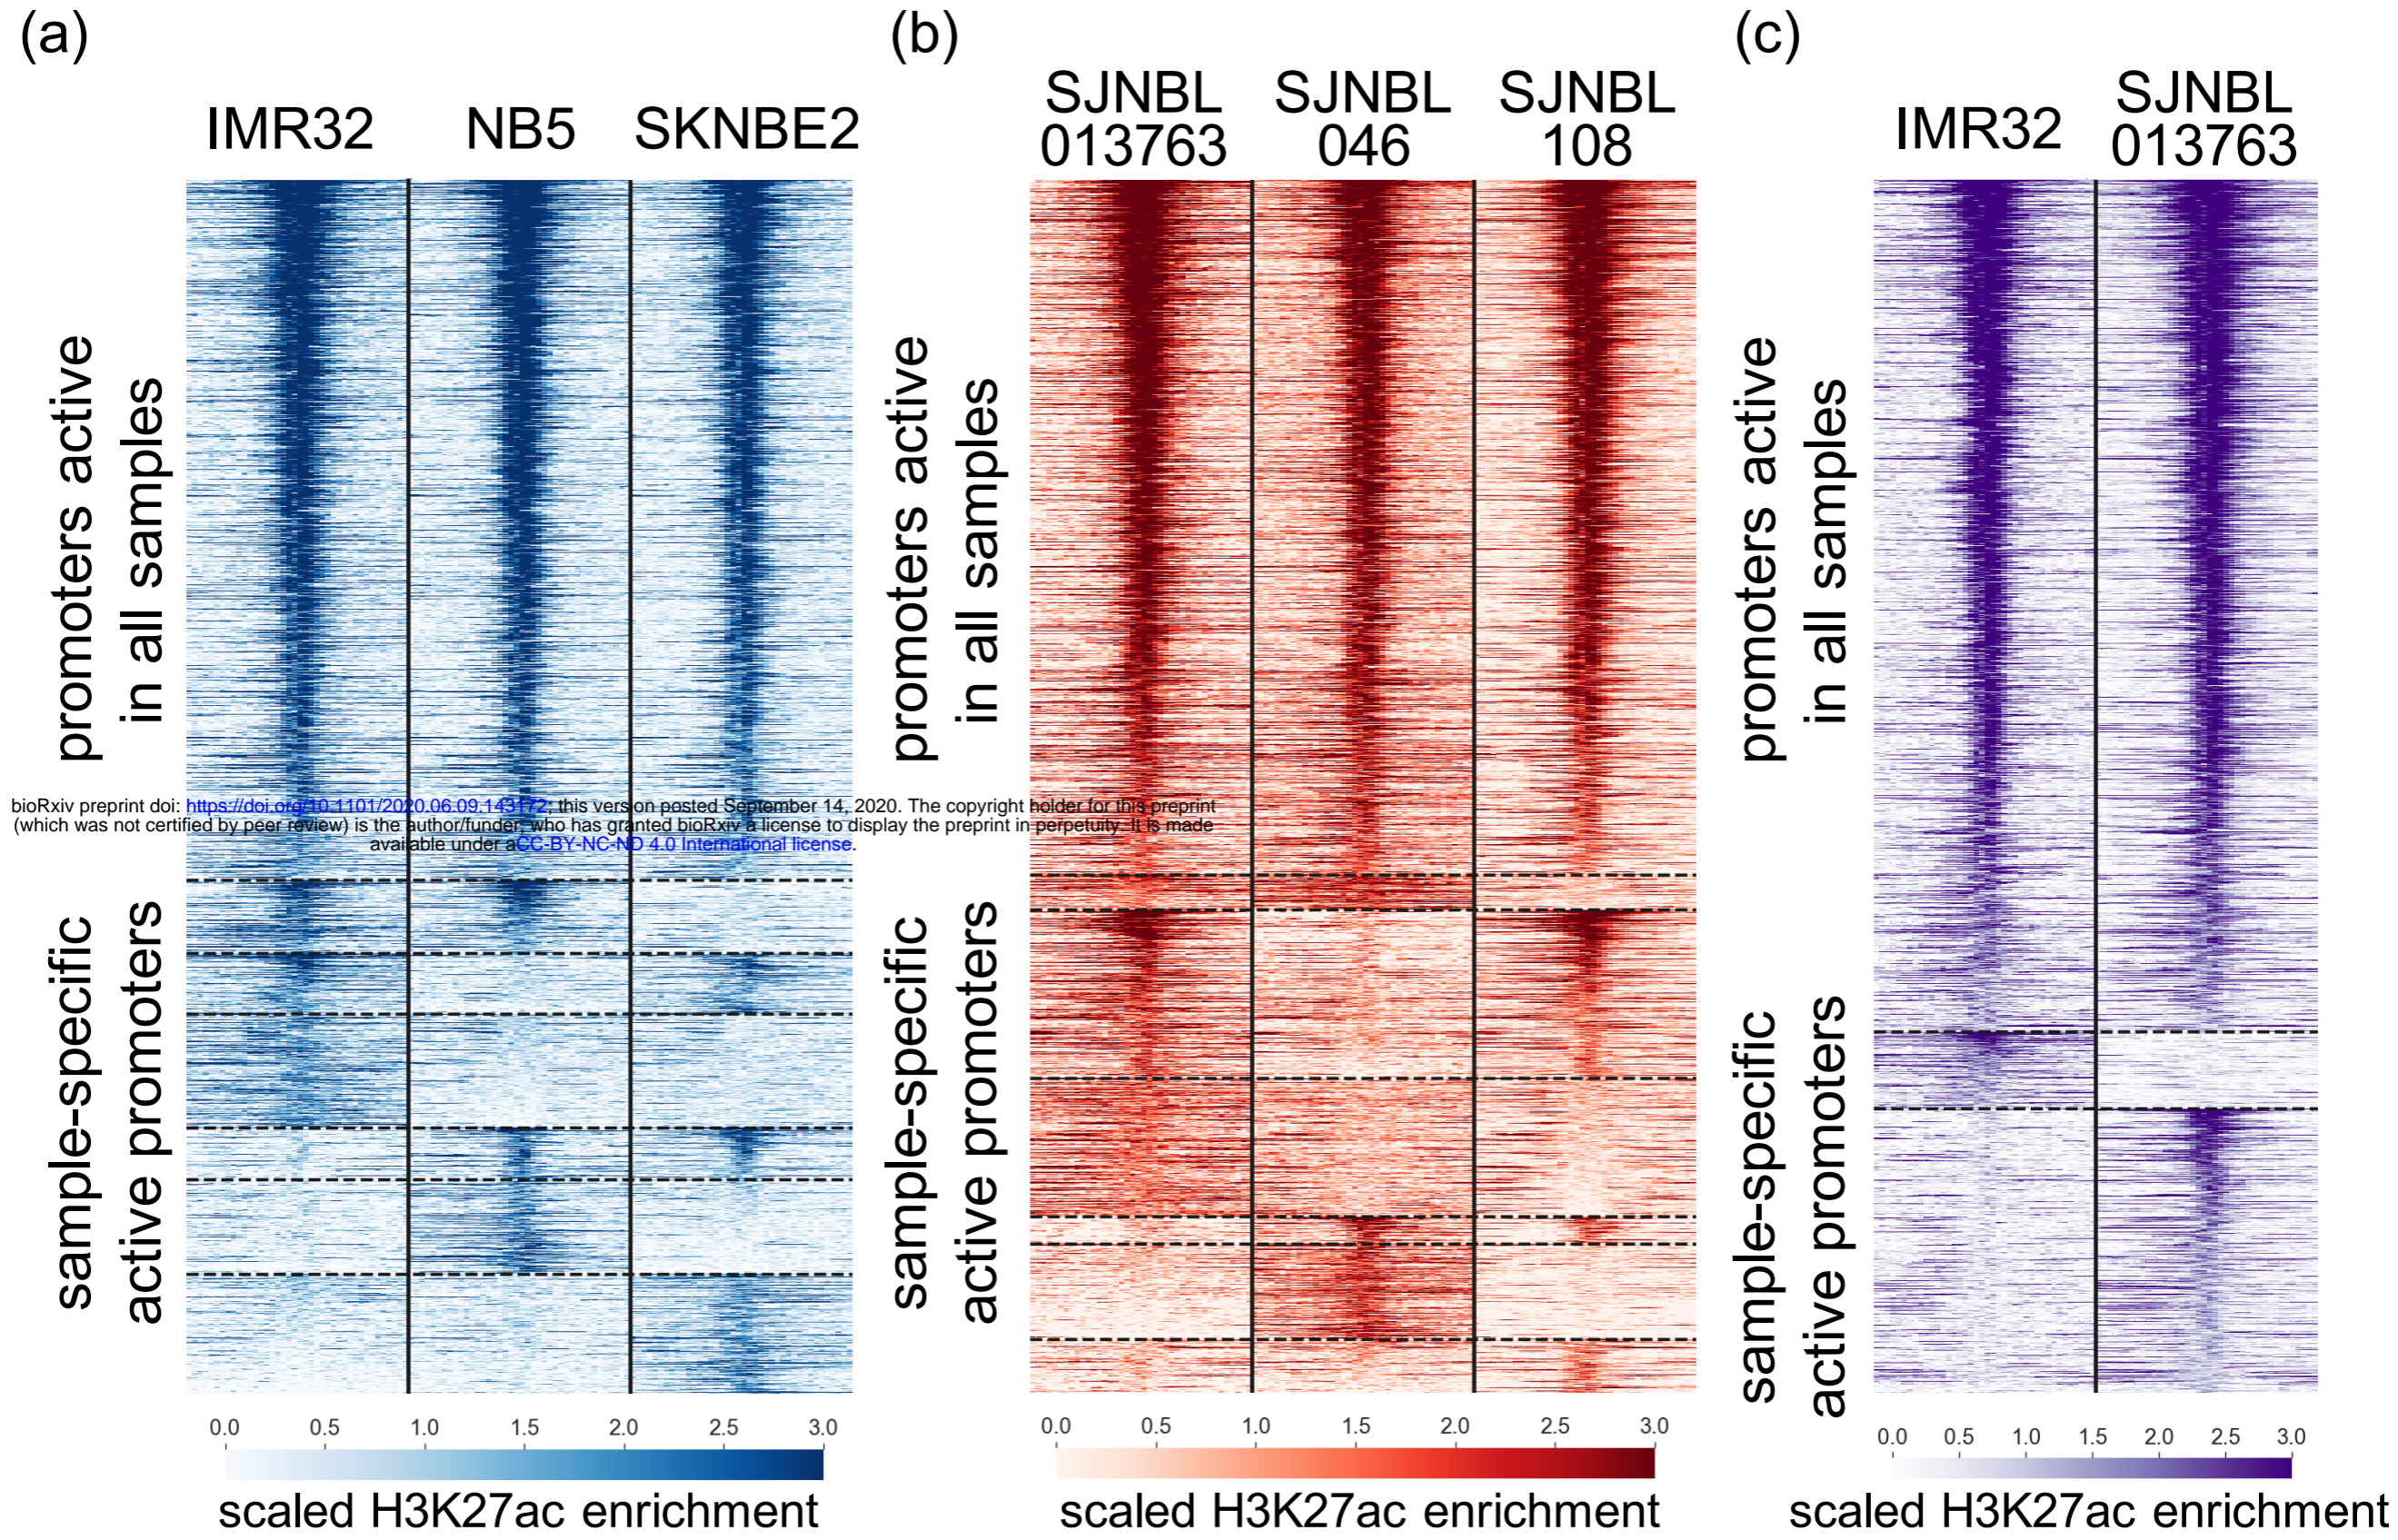 (a)
IMR32 NB5 SKNBE2
promoters active
in all samples
sample-specific
active promoters
0.0 0.5 1.0 1.5 2.0 2.5 3.0
scaled H3K27ac enrichment
(b)
SJNBL SJNBL SJNBL
013763 046 108
promoters active
in all samples
sample-specific
active promoters
0.0 0.5 1.0 1.5 2.0 2.5 3.0
scaled H3K27ac enrichment
(c)
IMR32
SJNBL
013763
promoters active
in all samples
sample-specific
active promoters
0.0 0.5 1.0 1.5 2.0 2.5 3.0
scaled H3K27ac enrichment
bioRxiv preprint doi: https://doi.org/10.1101/2020.06.09.143172; this version posted September 14, 2020. The copyright holder for this preprint
(which was not certified by peer review) is the author/funder, who has granted bioRxiv a license to display the preprint in perpetuity. It is made
available under aCC-BY-NC-ND 4.0 International license.